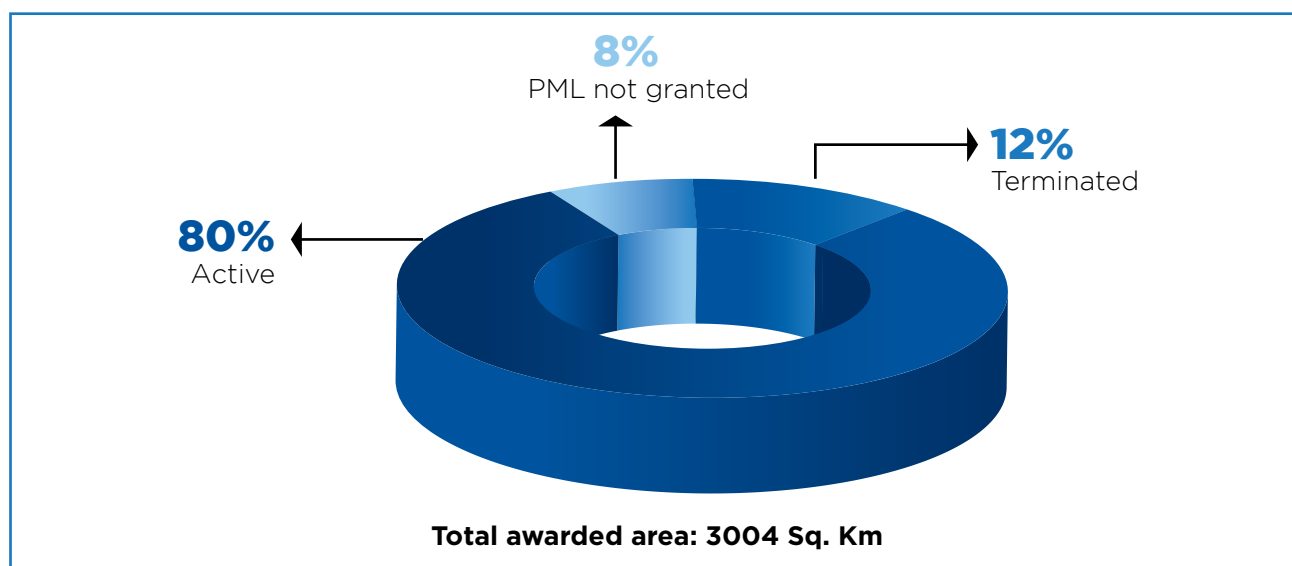 8%
PML not granted
12%
Terminated
80%
Active
Total awarded area: 3004 Sq. Km